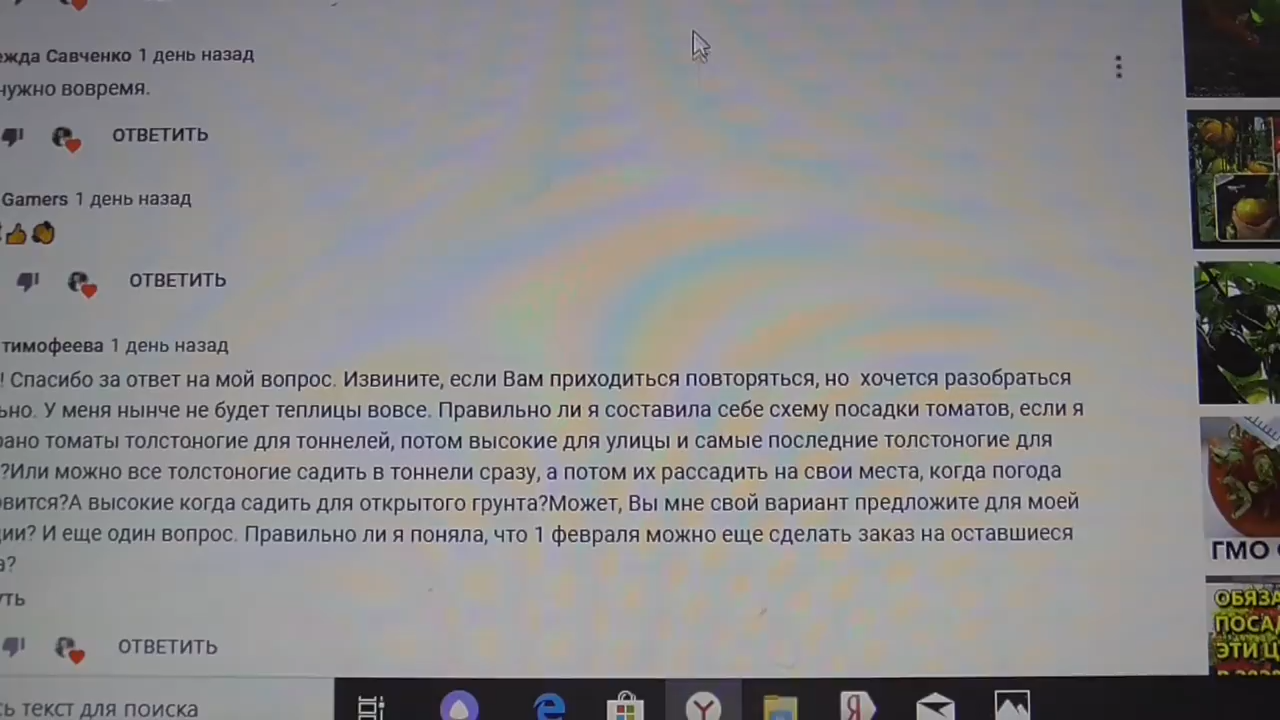 ежда Савченко 1 день назад
нужно вовремя.
ОТВЕТИТЬ
Gamers 1 день назад
ОТВЕТИТЬ
тимофеева 1 день назад
! Спасибо за ответ на мой вопрос. Извините, если Вам приходиться повторяться, но хочется разобраться
ьно. У меня нынче не будет теплицы вовсе. Правильно ли я составила себе схему посадки томатов, если я
рано томаты толстоногие для тоннелей, потом высокие для улицы и самые последние толстоногие для
?Или можно все толстоногие садить в тоннели сразу, а потом их рассадить на свои места, когда погода
овится?А высокие когда садить для открытого грунта?Может, Вы мне свой вариант предложите для моей
ции? И еще один вопрос. Правильно ли я поняла, что 1 февраля можно еще сделать заказ на оставшиеся
а?
уть
ОТВЕТИТЬ
ГМО
ОБЯЗА
ПОСА
ЭТИ Ц
ь текст для поиска